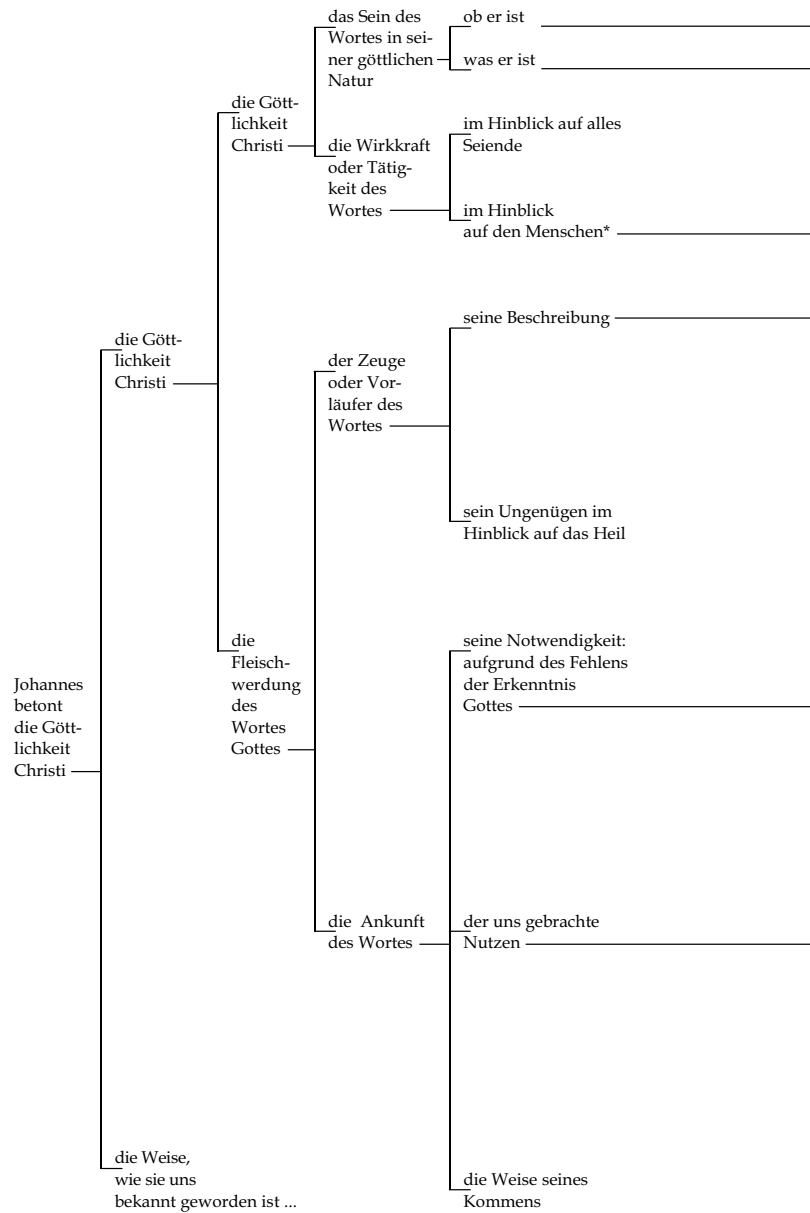 Johannes
betont
die Gött-
lichkeit
Christi
die Gött-
lichkeit
Christi
die Weise,
wie sie uns
bekannt geworden ist ...
die Gött-
lichkeit
Christi
die
Fleisch-
werdung
des
Wortes
Gottes
das Sein des
Wortes in sei-
ner göttlichen
Natur
die Wirkkraft
oder Tätig-
keit des
Wortes
der Zeuge
oder Vor-
läufer des
Wortes
die Ankunft
des Wortes
ob er ist
was er ist
im Hinblick auf alles
Seiende
im Hinblick
auf den Menschen*
seine Beschreibung
sein Ungenügen im
Hinblick auf das Heil
seine Notwendigkeit:
aufgrund des Fehlens
der Erkenntnis
Gottes
der uns gebrachte
Nutzen
die Weise seines
Kommens